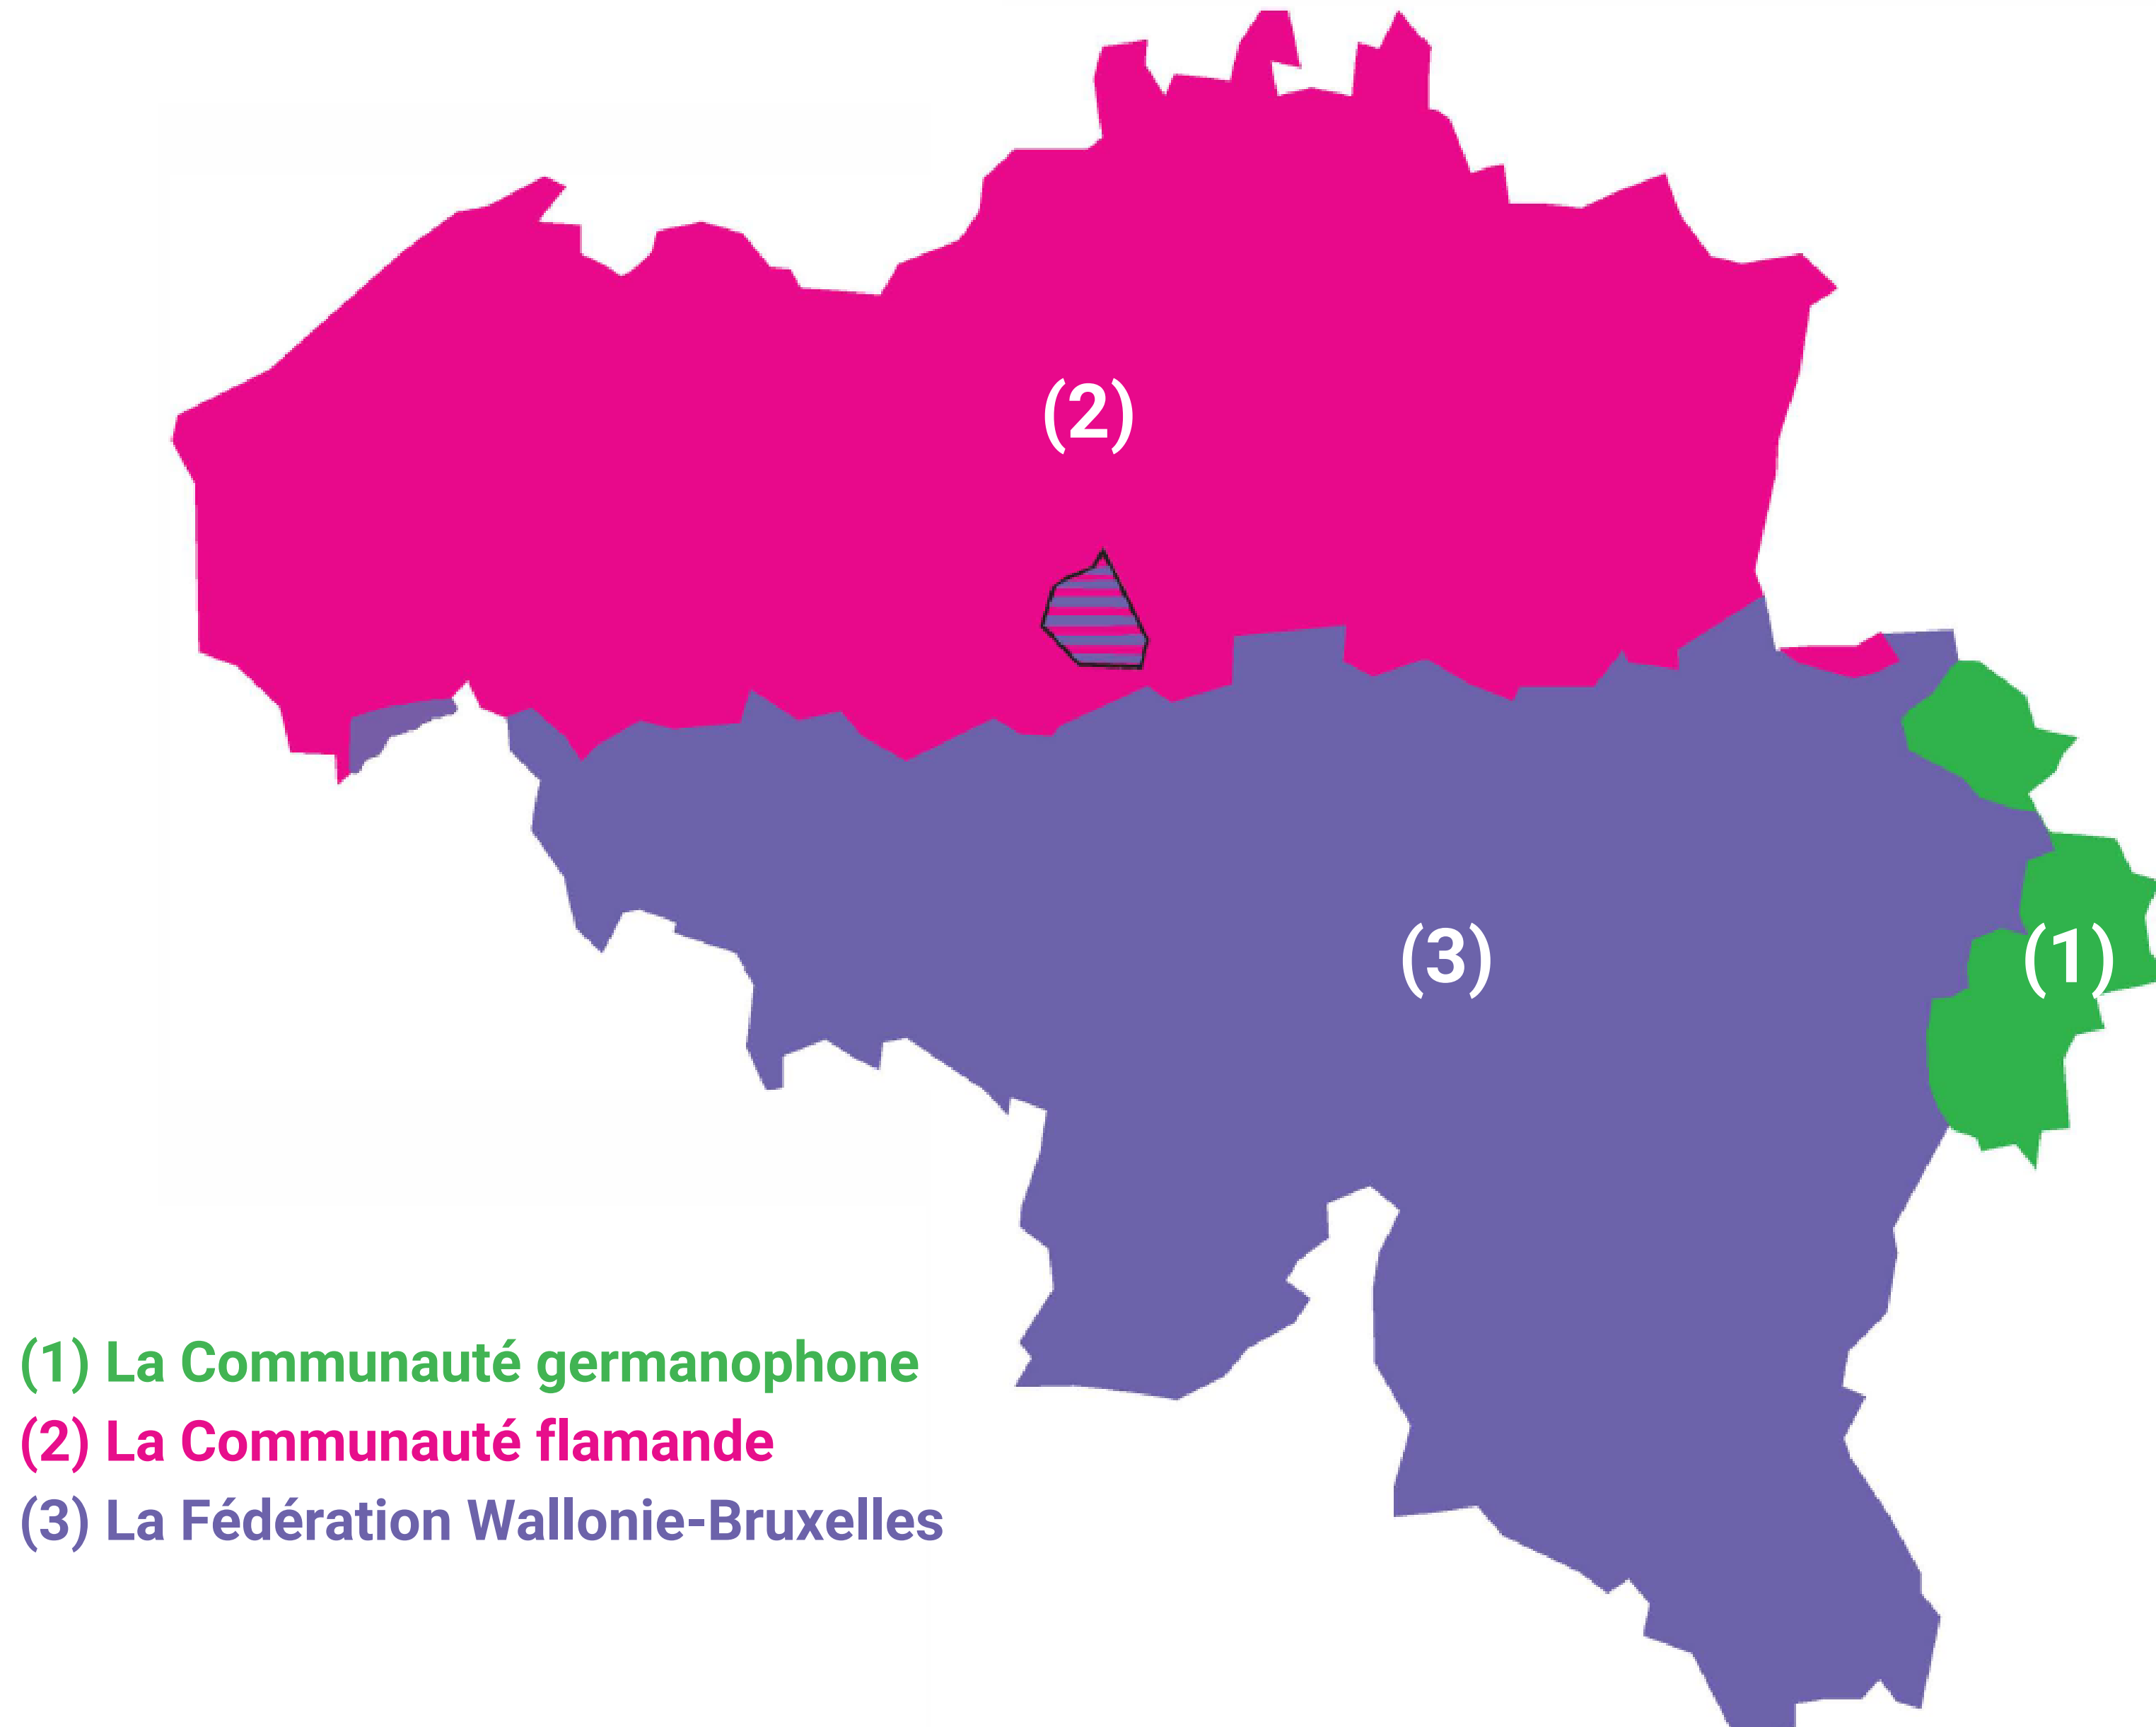 (2)
(3)
(1)
(1) La Communauté germanophone
(2) La Communauté flamande
(3) La Fédération Wallonie-Bruxelles